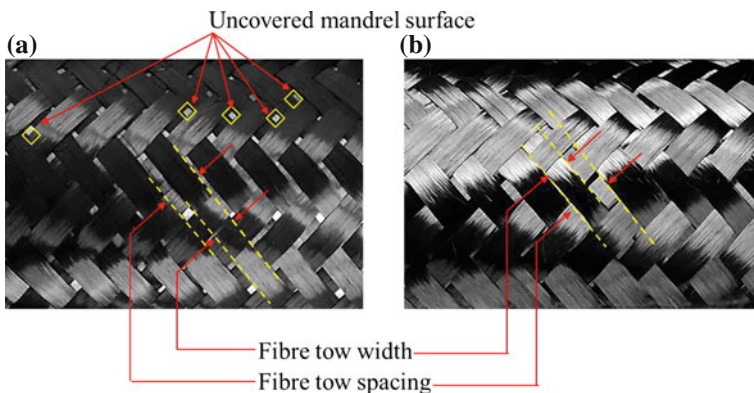 Uncovered mandrel surface
(a)
(b)
Fibre tow width
Fibre tow spacing